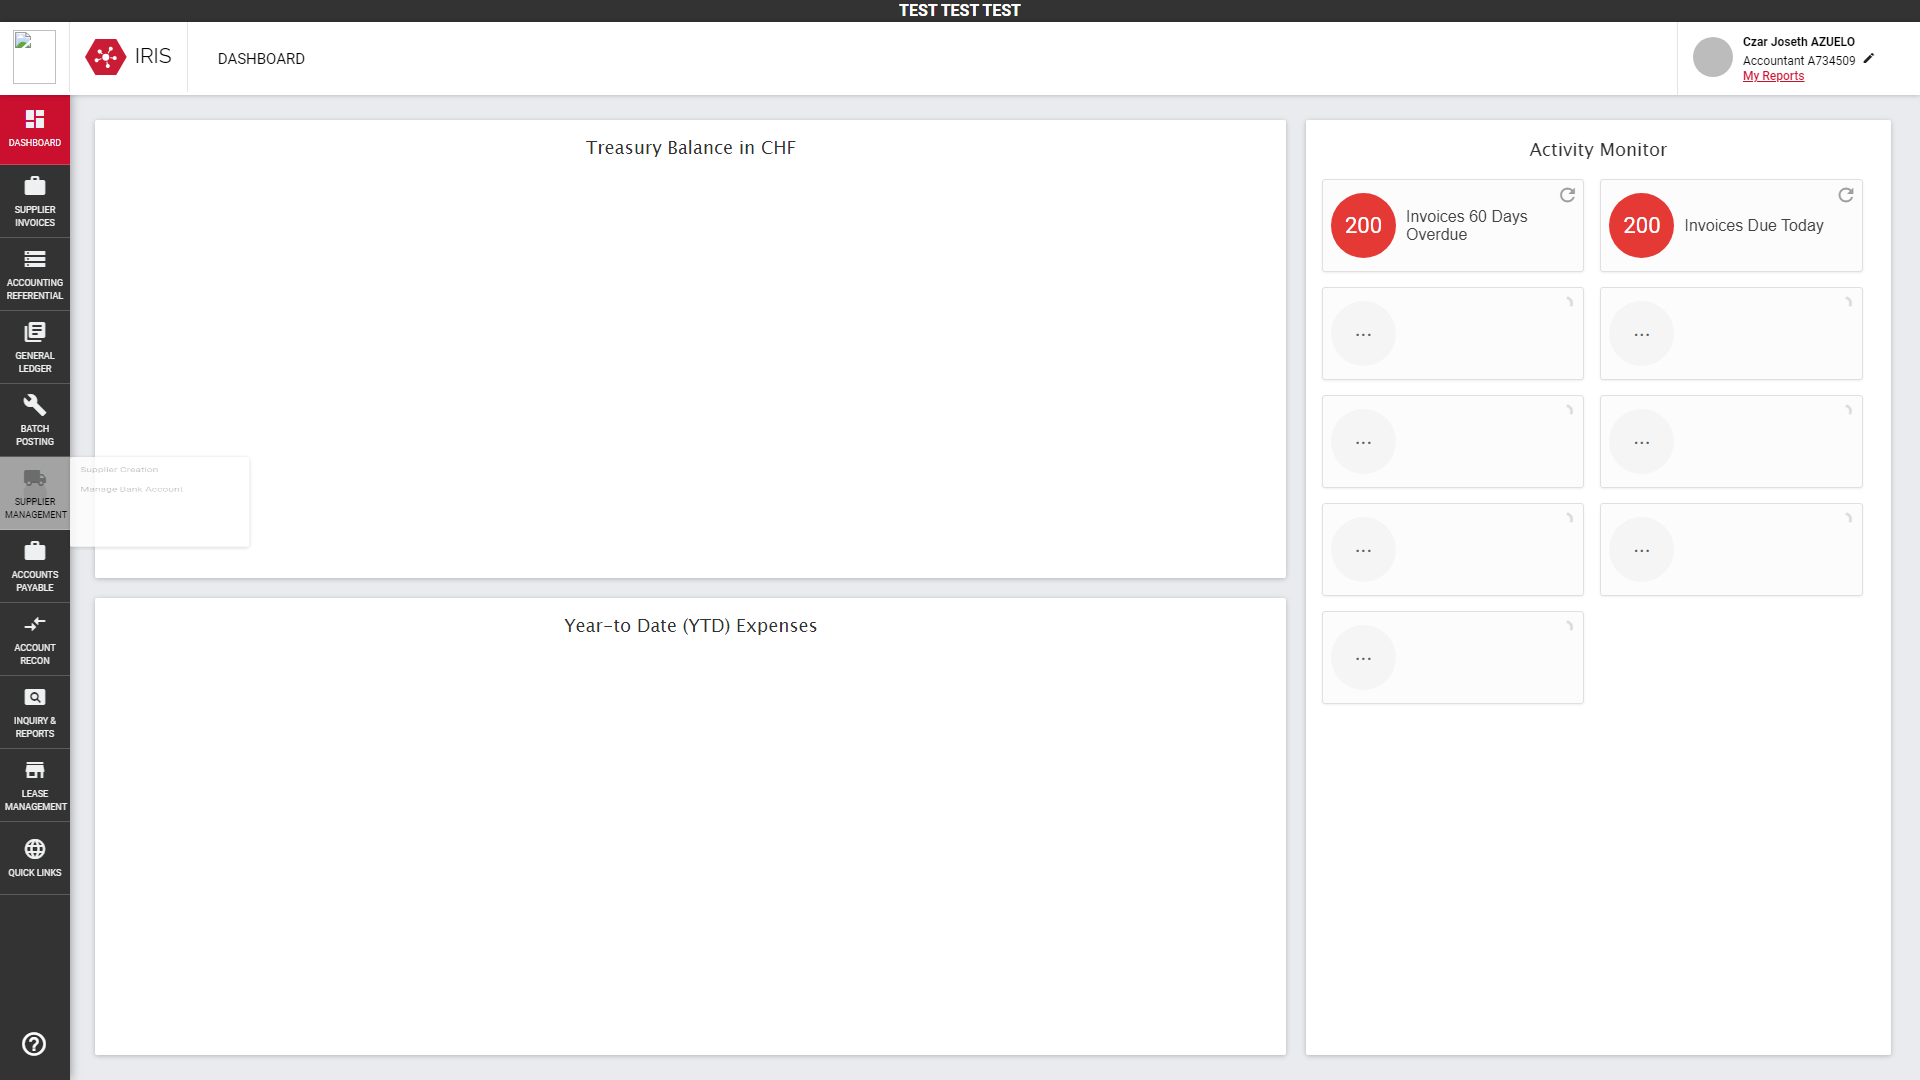 TEST TEST TEST
IRIS
DASHBOARD
Czar Joseth AZUELO
Accountant A734509
My Reports
DASHBOARD
SUPPLIER
INVOICES
ACCOUNTING
REFERENTIAL
GENERAL
LEDGER
BATCH
POSTING
SUPPLIER
MANAGEMENT
Supplier Creation
Manage Bank Account
ACCOUNTS
PAYABLE
ACCOUNT
RECON
INQUIRY &
REPORTS
LEASE
MANAGEMENT
QUICK LINKS
Treasury Balance in CHF
Year-to Date (YTD) Expenses
Activity Monitor
200
Invoices 60 Days
Overdue
200
Invoices Due Today
...
...
...
...
...
...
...